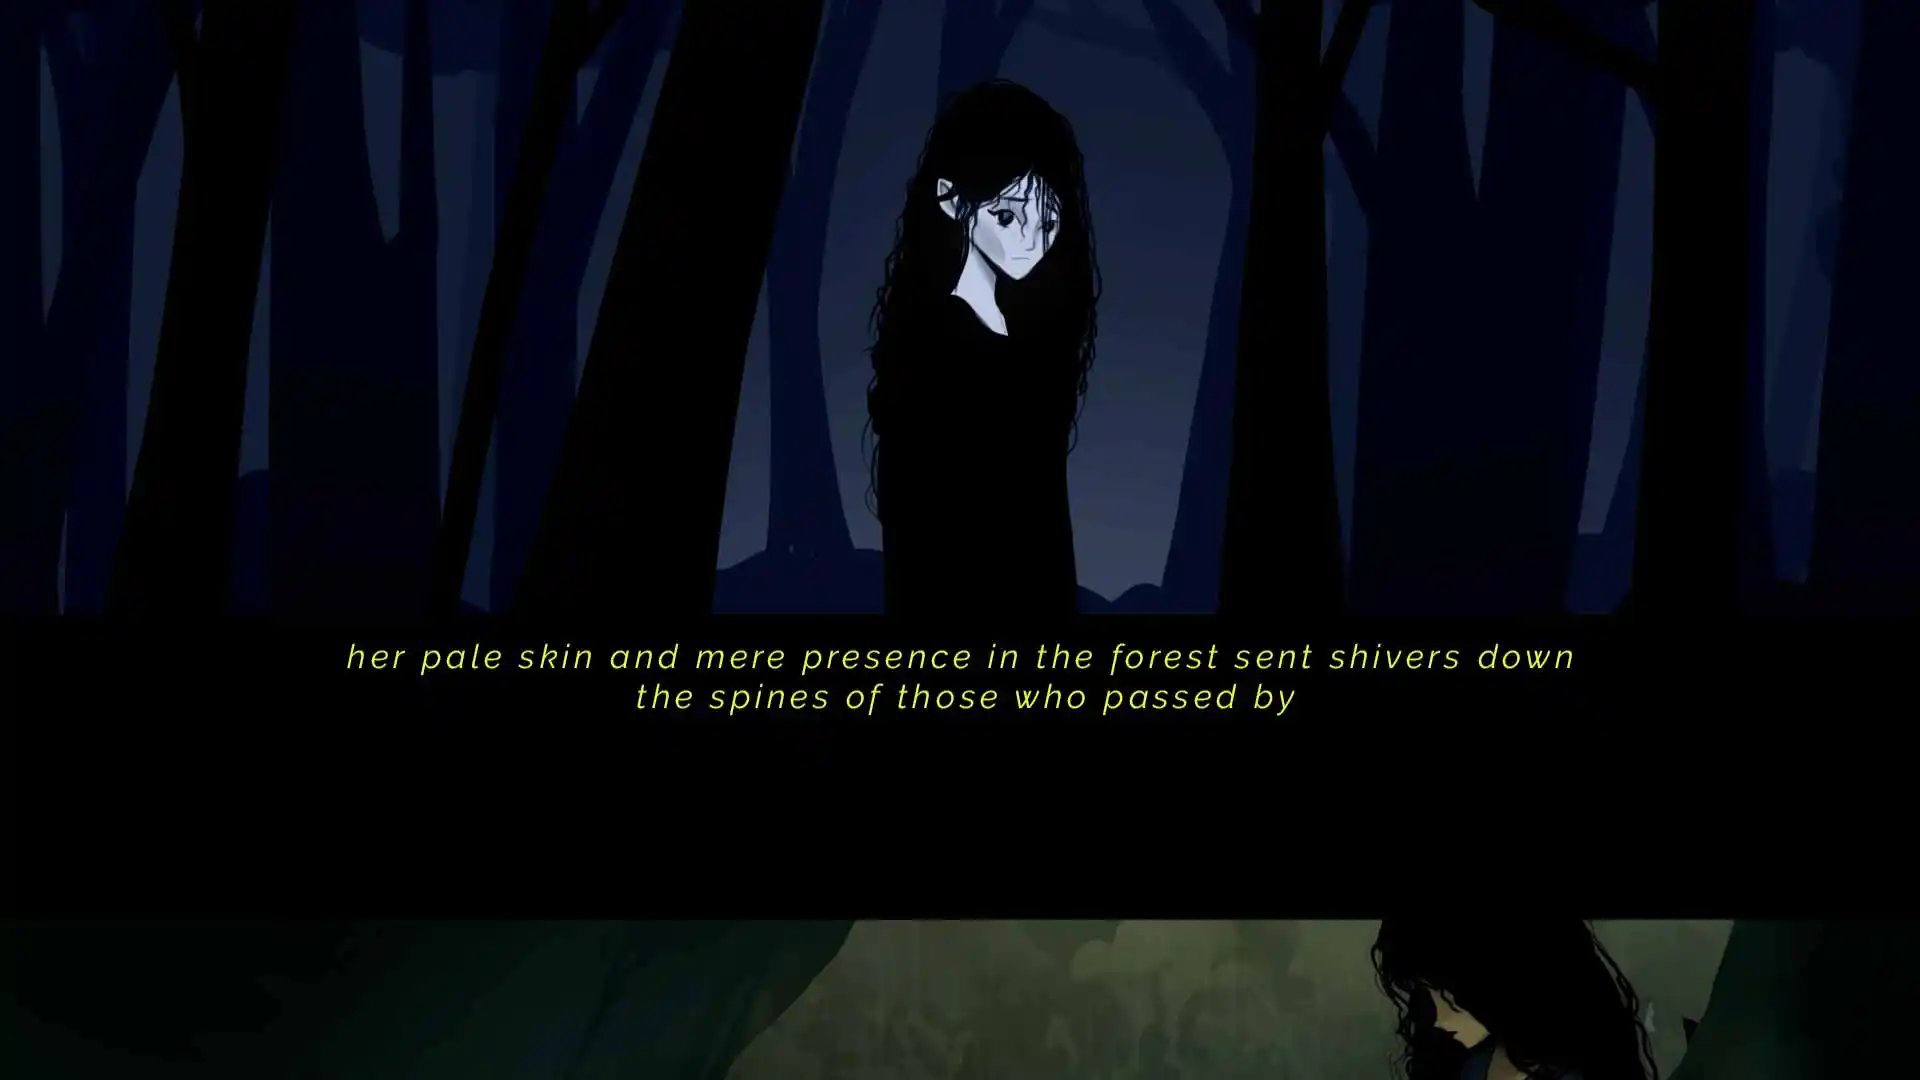 her pale skin and mere presence in the forest sent shivers down
the spines of those who passed by